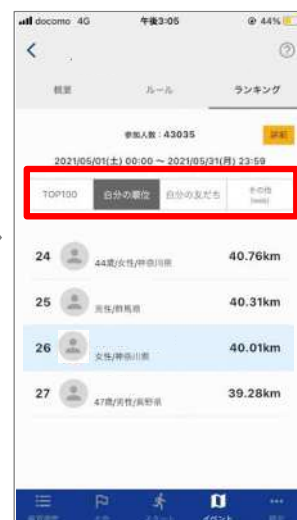 docomo 4G 午後3:05 44%
概要 ルール ランキング
参加人数:43035 詳細
2021/05/01(土) 00:00 ~ 2021/05/31(月) 23:59
TOP100 自分の順位 自分の友だち その他
24 44歳/女性/神奈川県 40.76km
25 男性/群馬県 40.31km
26 女性/神奈川県 40.01km
27 47歳/男性/長野県 39.28km
イベント